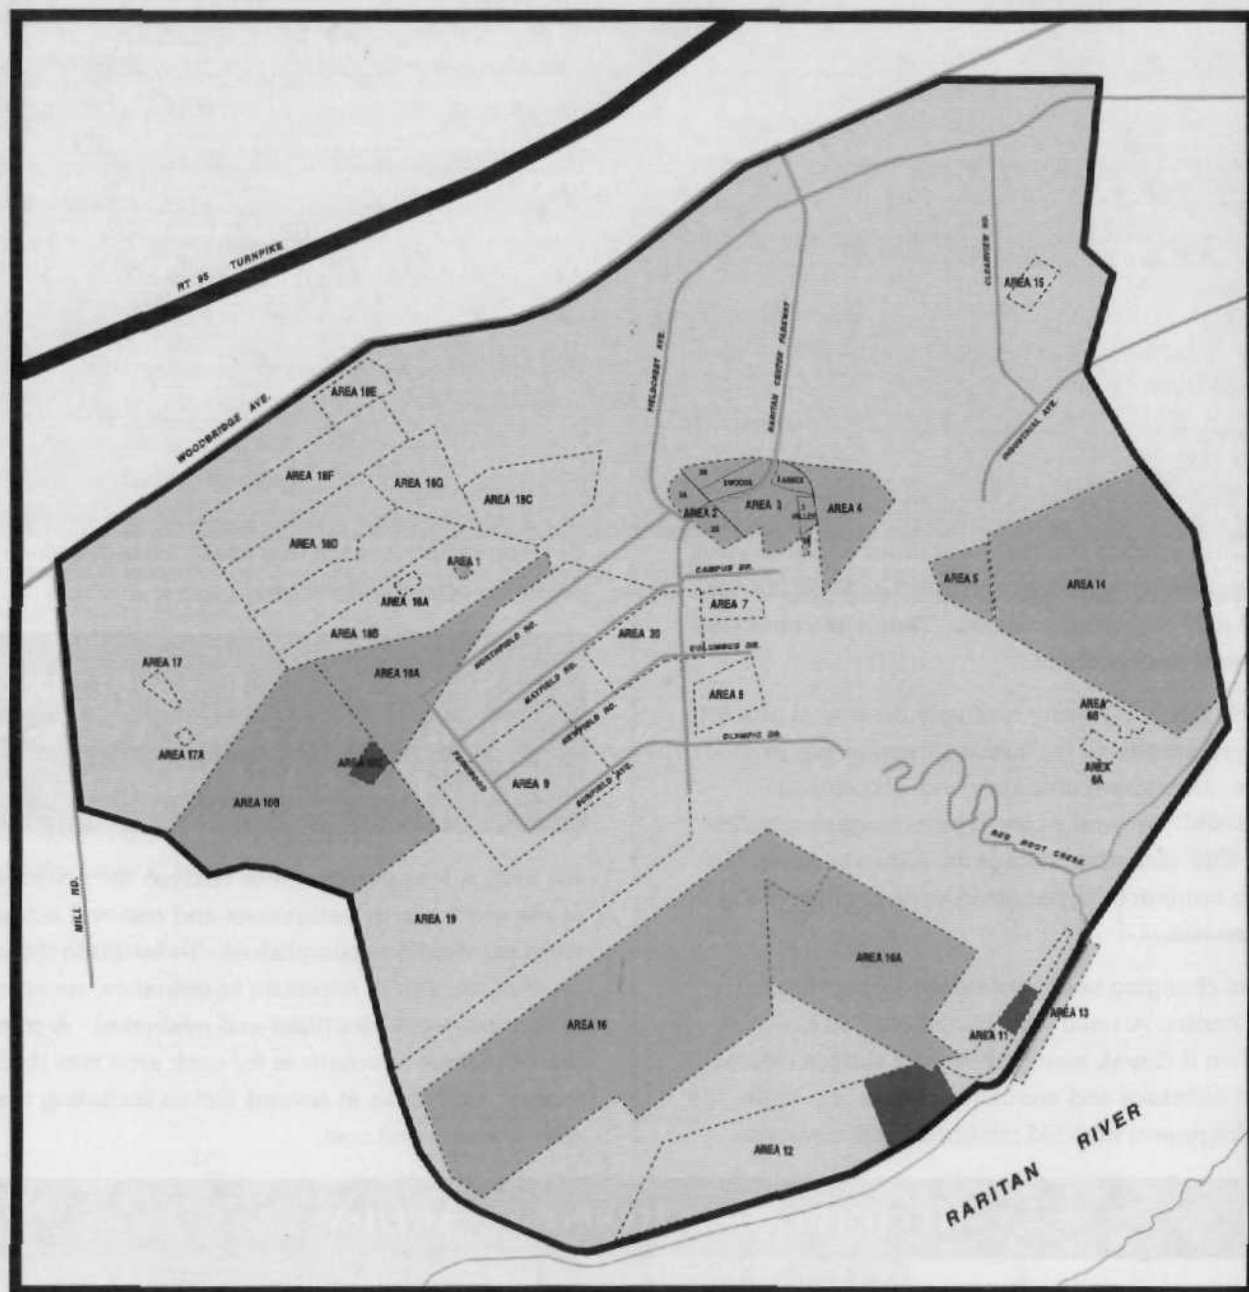 RT 95 TURNPIKE
WOODBRIDGE AVE.
FIELDCREST AVE.
RARITAN CENTER PARKWAY
CLEARVIEW RD.
AREA 15
INDUSTRIAL AVE.
AREA 18E
AREA 18F
AREA 18G
AREA 18C
AREA 18D
AREA 1
AREA 18A
AREA 18B
AREA 2
AREA 3
AREA 4
AREA 5
AREA 14
CAMPUS DR.
AREA 7
COLUMBUS DR.
AREA 20
NORTHFIELD RD.
MAYFIELD RD.
NEWFIELD RD.
SUNFIELD AVE.
AREA 8
OLYMPIC DR.
AREA 17
AREA 17A
AREA 10A
AREA 10B
AREA 9
AREA 6B
AREA 6A
RED ROOT CREEK
MILL RD.
AREA 19
AREA 16
AREA 16A
AREA 11
AREA 13
AREA 12
RARITAN RIVER